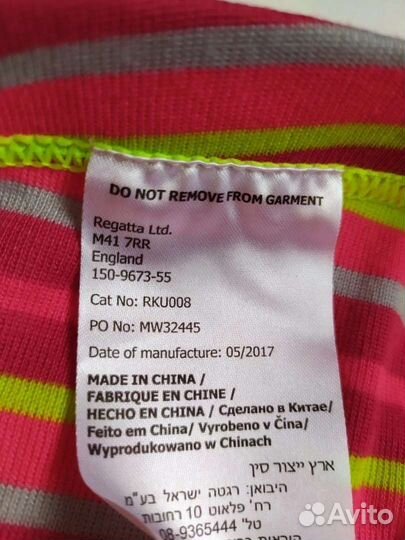 DO NOT REMOVE FROM GARMENT
Regatta Ltd.
M41 7RR
England
150-9673-55
Cat No: RKU008
PO No: MW32445
Date of manufacture: 05/2017
MADE IN CHINA /
FABRIQUE EN CHINE /
HECHO EN CHINA / Сделано в Китае/
Feito em China/ Vyrobeno v Čina/
Wyprodukowano w Chinach
ארץ ייצור סין
היבואן: רגטה ישראל בע"מ
רח' פלאוט 10 רחובות
טל' 08-9365444
הוראות כביסה
Avito